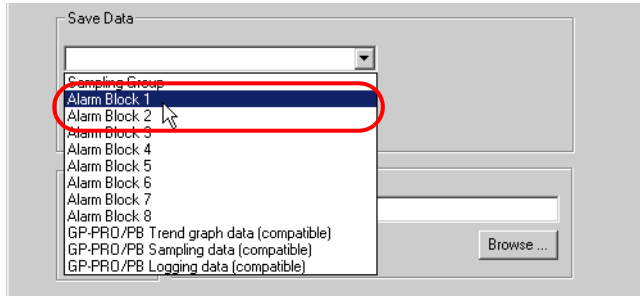 Save Data
Sampling Group
Alarm Block 1
Alarm Block 2
Alarm Block 3
Alarm Block 4
Alarm Block 5
Alarm Block 6
Alarm Block 7
Alarm Block 8
GP-PRO/PB Trend graph data (compatible)
GP-PRO/PB Sampling data (compatible)
GP-PRO/PB Logging data (compatible)
Browse ...